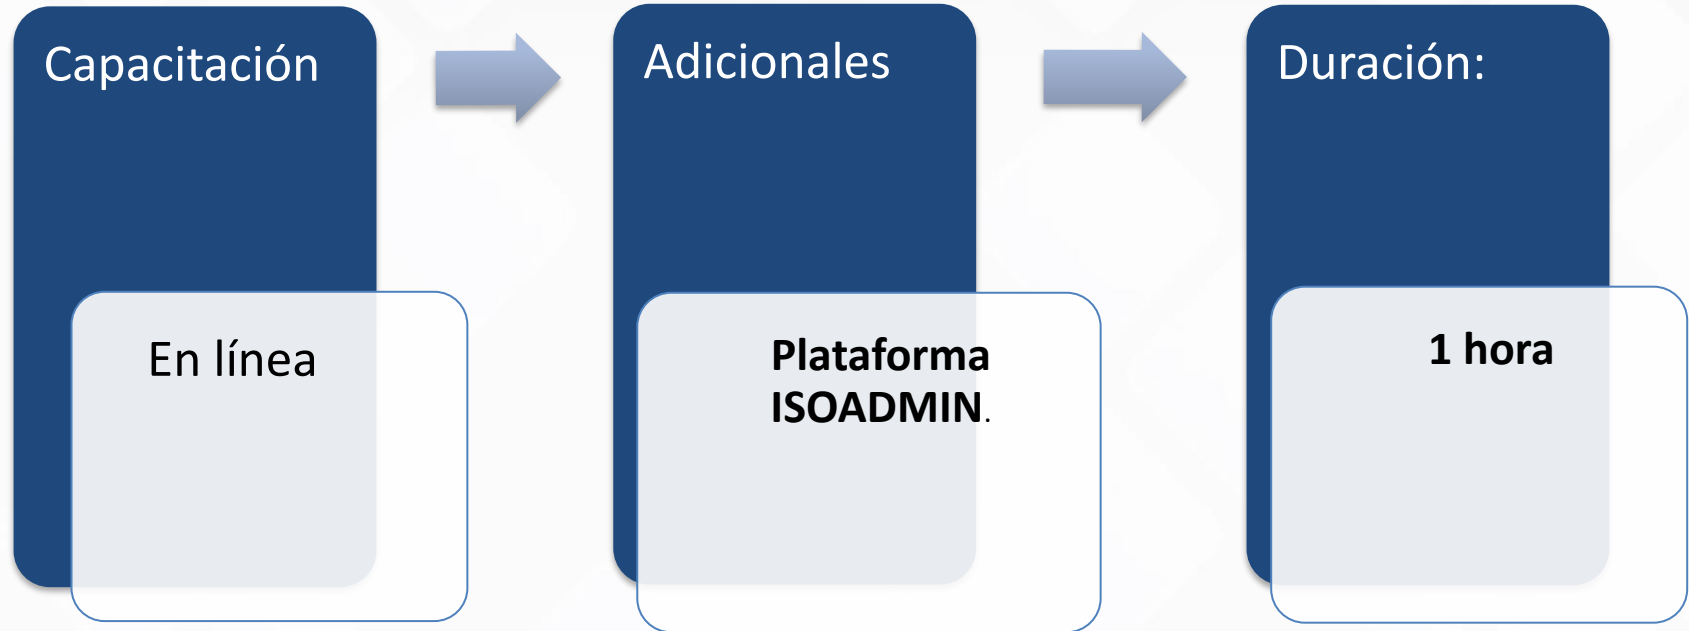 Capacitación
En línea
Adicionales
Plataforma
ISOADMIN.
Duración:
1 hora